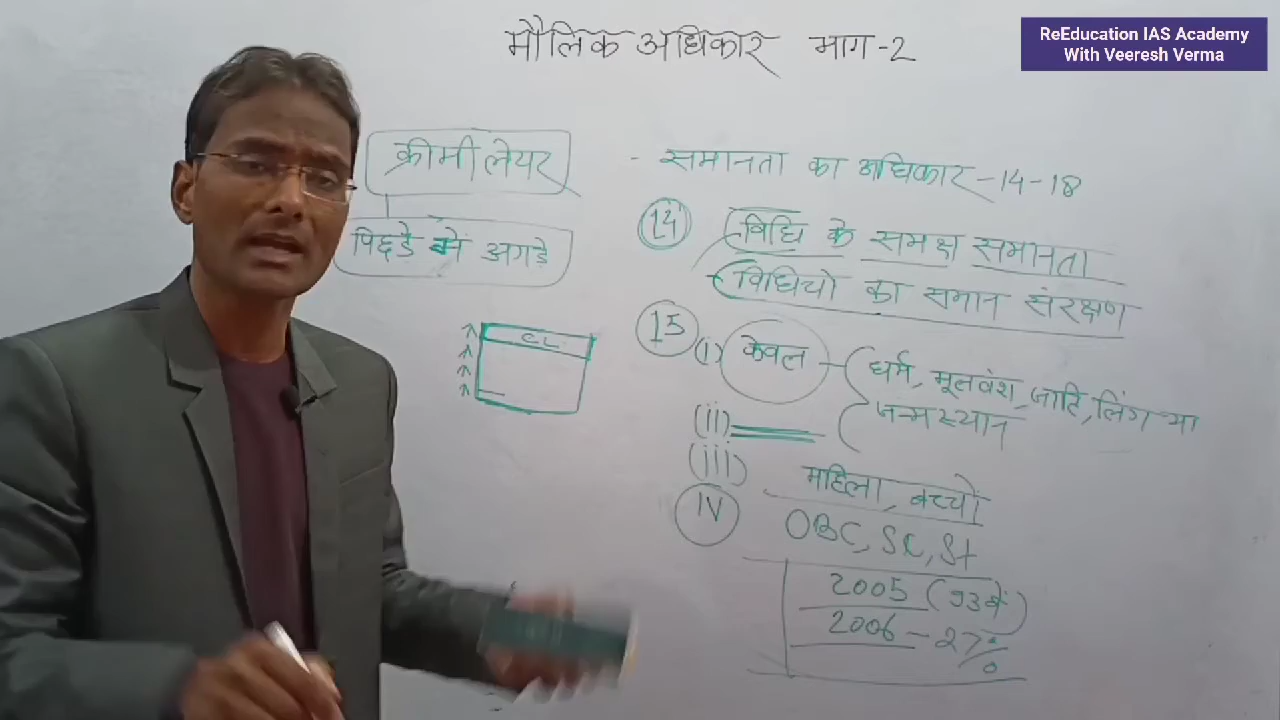 ReEducation IAS Academy
With Veeresh Verma
मौलिक अधिकार भाग-2
क्रीमी लेयर
पिछडे में अगडे
CL
- समानता का अधिकार -14-18
14 विधि के समक्ष समानता
विधियों का समान संरक्षण
15 (i) केवल - धर्म, मूलवंश, जाति, लिंग या
जन्मस्थान
(ii)
(iii) महिला, बच्चों
IV OBC, SC, St
2005 (93वें)
2006 - 27%